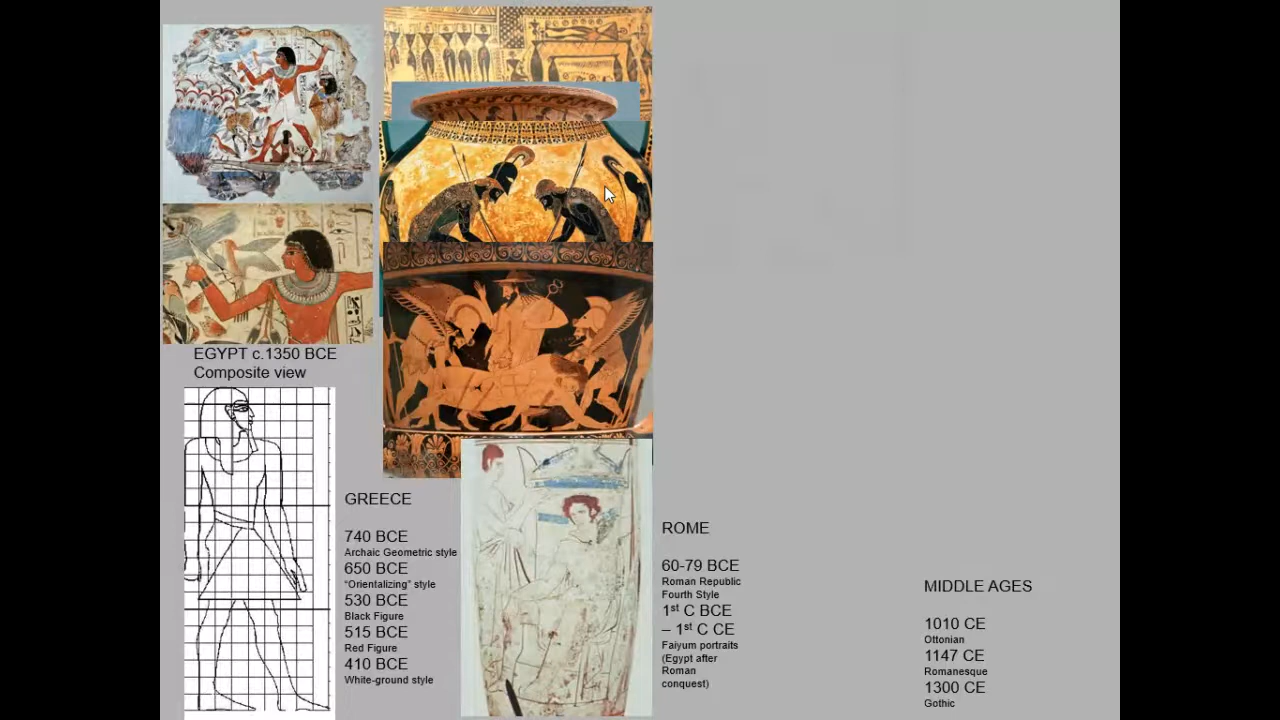 EGYPT c.1350 BCE
Composite view
GREECE
740 BCE
Archaic Geometric style
650 BCE
“Orientalizing” style
530 BCE
Black Figure
515 BCE
Red Figure
410 BCE
White-ground style
ROME
60-79 BCE
Roman Republic
Fourth Style
1st C BCE
– 1st C CE
Faiyum portraits
(Egypt after
Roman
conquest)
MIDDLE AGES
1010 CE
Ottonian
1147 CE
Romanesque
1300 CE
Gothic